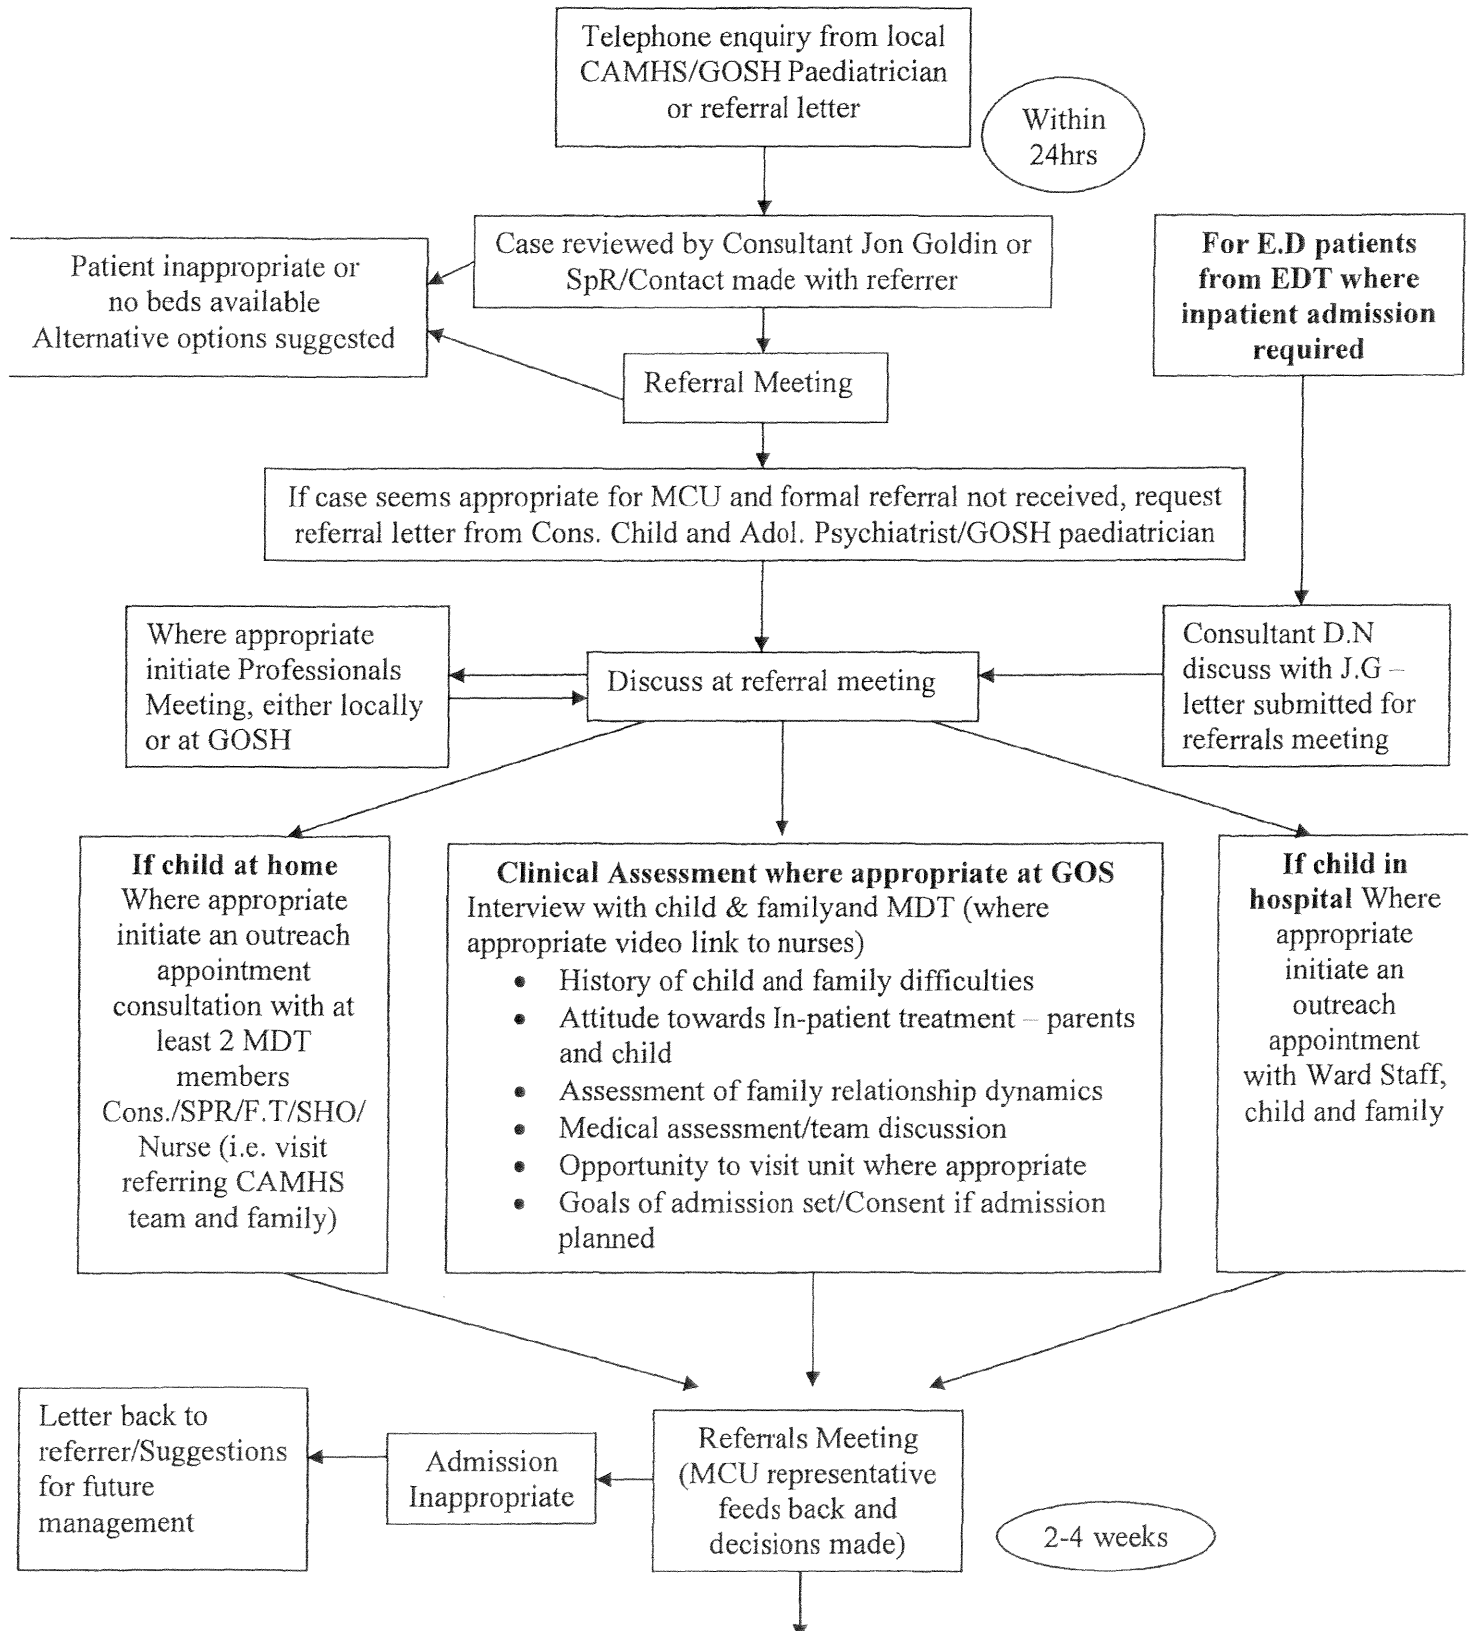 Telephone enquiry from local
CAMHS/GOSH Paediatrician
or referral letter
Within
24hrs
Case reviewed by Consultant Jon Goldin or
SpR/Contact made with referrer
Patient inappropriate or
no beds available
Alternative options suggested
For E.D patients
from EDT where
inpatient admission
required
Referral Meeting
If case seems appropriate for MCU and formal referral not received, request
referral letter from Cons. Child and Adol. Psychiatrist/GOSH paediatrician
Where appropriate
initiate Professionals
Meeting, either locally
or at GOSH
Discuss at referral meeting
Consultant D.N
discuss with J.G –
letter submitted for
referrals meeting
If child at home
Where appropriate
initiate an outreach
appointment
consultation with at
least 2 MDT
members
Cons./SPR/F.T/SHO/
Nurse (i.e. visit
referring CAMHS
team and family)
Clinical Assessment where appropriate at GOS
Interview with child & familyand MDT (where
appropriate video link to nurses)
• History of child and family difficulties
• Attitude towards In-patient treatment – parents
and child
• Assessment of family relationship dynamics
• Medical assessment/team discussion
• Opportunity to visit unit where appropriate
• Goals of admission set/Consent if admission
planned
If child in
hospital Where
appropriate
initiate an
outreach
appointment
with Ward Staff,
child and family
Letter back to
referrer/Suggestions
for future
management
Admission
Inappropriate
Referrals Meeting
(MCU representative
feeds back and
decisions made)
2-4 weeks